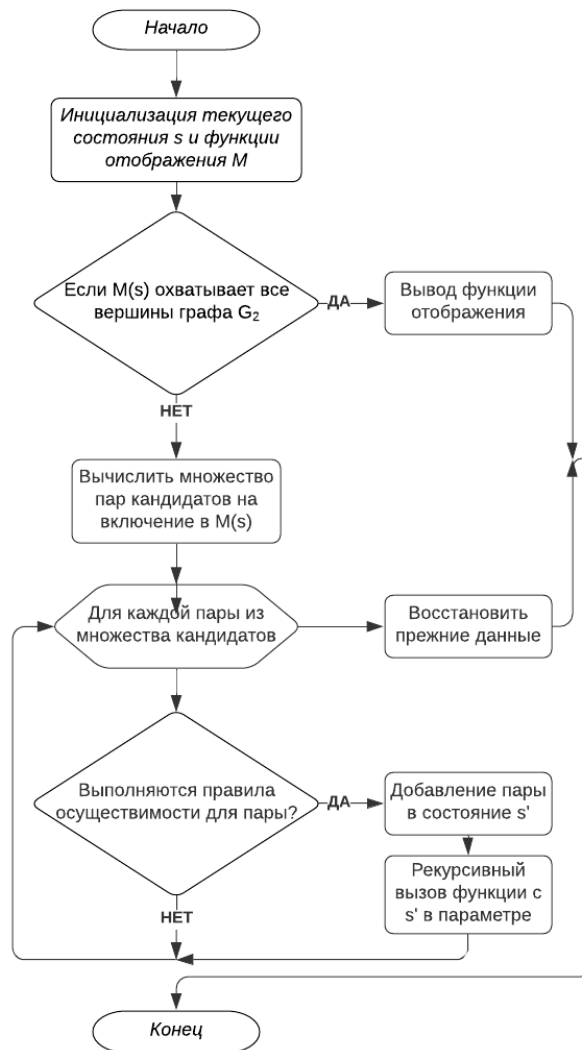 Начало
Инициализация текущего
состояния s и функции
отображения M
Если M(s) охватывает все
вершины графа G₂
ДА
Вывод функции
отображения
НЕТ
Вычислить множество
пар кандидатов на
включение в M(s)
Для каждой пары из
множества кандидатов
Восстановить
прежние данные
Выполняются правила
осуществимости для пары?
ДА
Добавление пары
в состояние s'
Рекурсивный
вызов функции с
s' в параметре
НЕТ
Конец